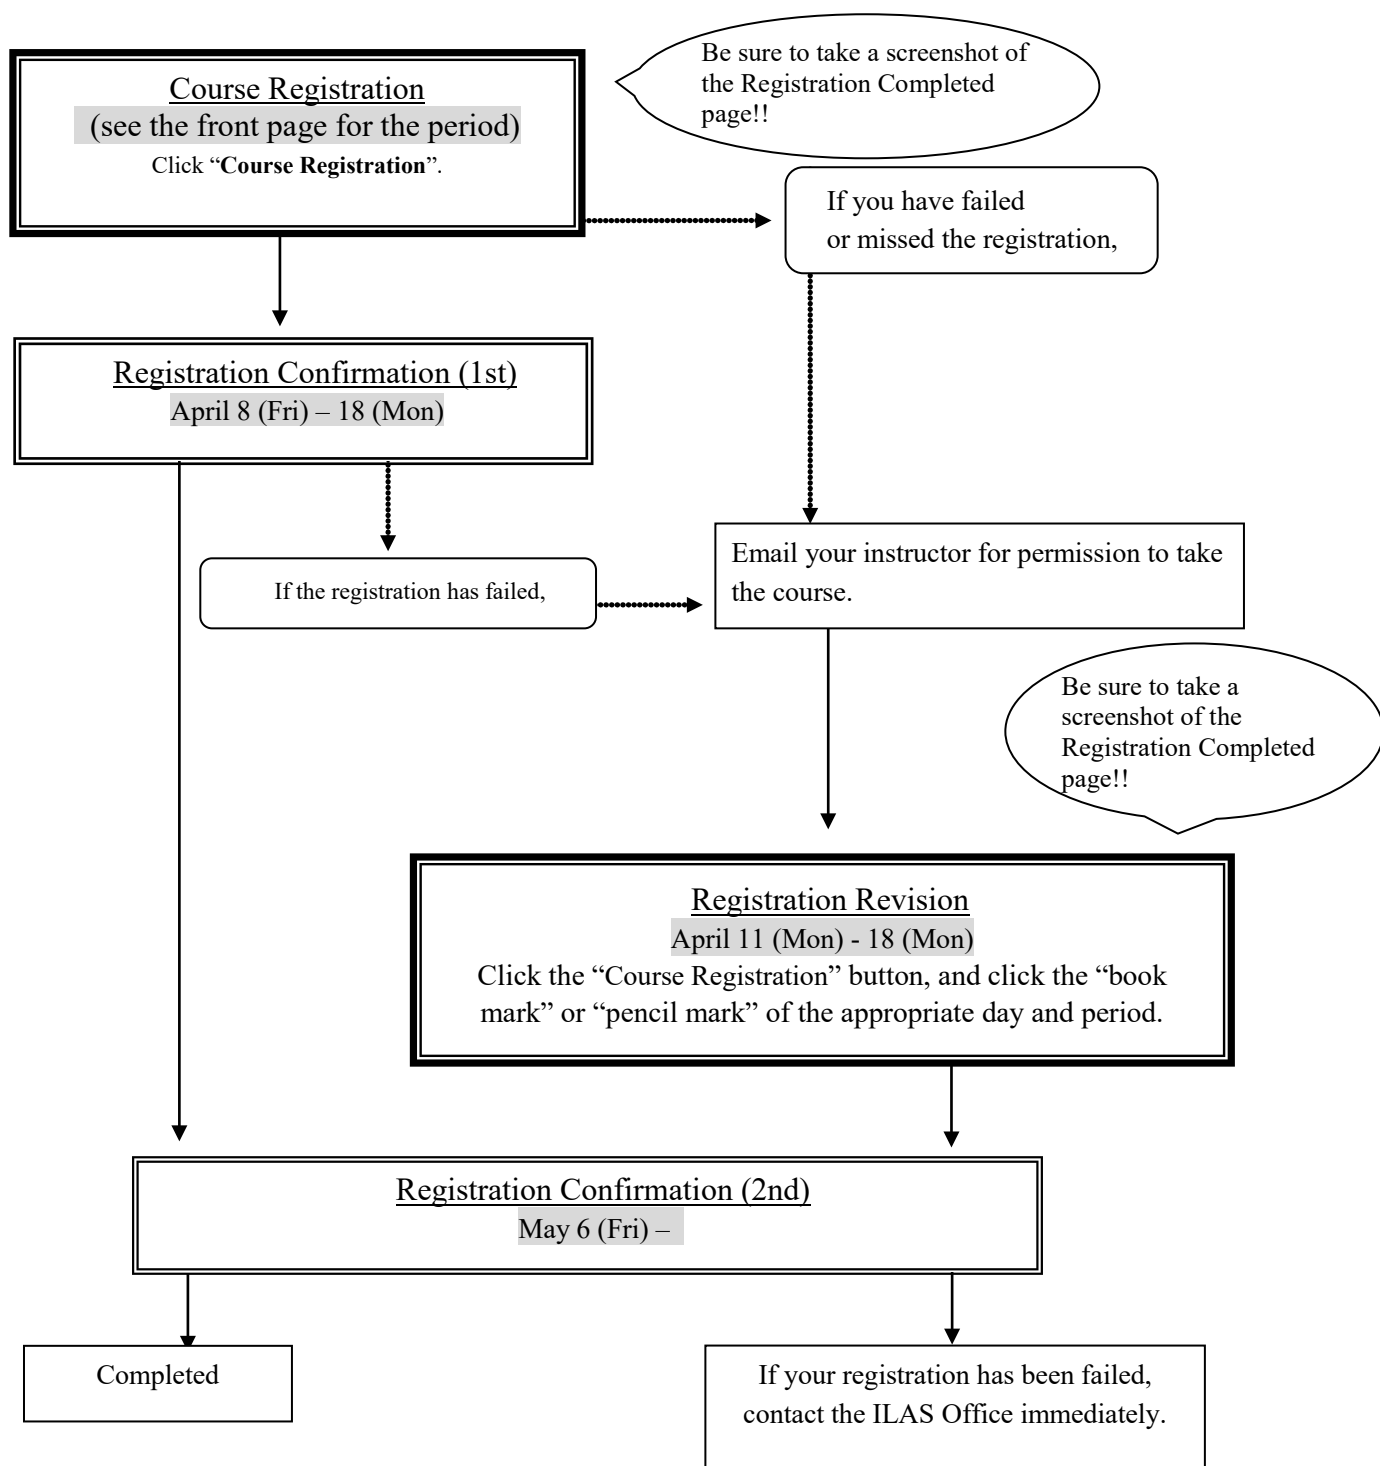 Course Registration
(see the front page for the period)
Click “Course Registration”.
Be sure to take a screenshot of
the Registration Completed
page!!
If you have failed
or missed the registration,
Registration Confirmation (1st)
April 8 (Fri) – 18 (Mon)
If the registration has failed,
Email your instructor for permission to take
the course.
Be sure to take a
screenshot of the
Registration Completed
page!!
Registration Revision
April 11 (Mon) - 18 (Mon)
Click the “Course Registration” button, and click the “book
mark” or “pencil mark” of the appropriate day and period.
Registration Confirmation (2nd)
May 6 (Fri) –
Completed
If your registration has been failed,
contact the ILAS Office immediately.